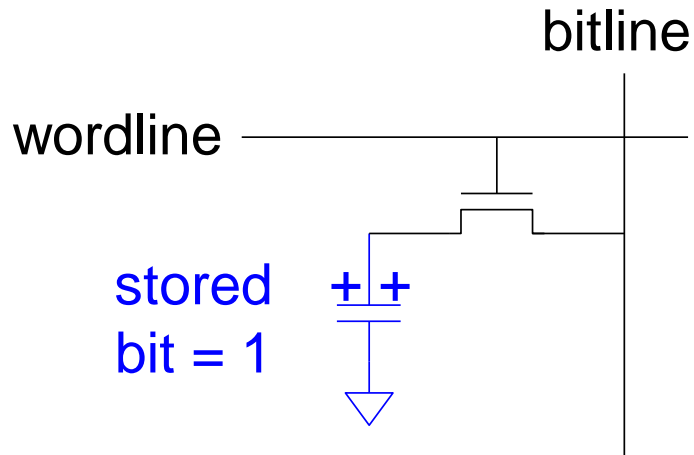 bitline
wordline
stored
bit = 1
+ +